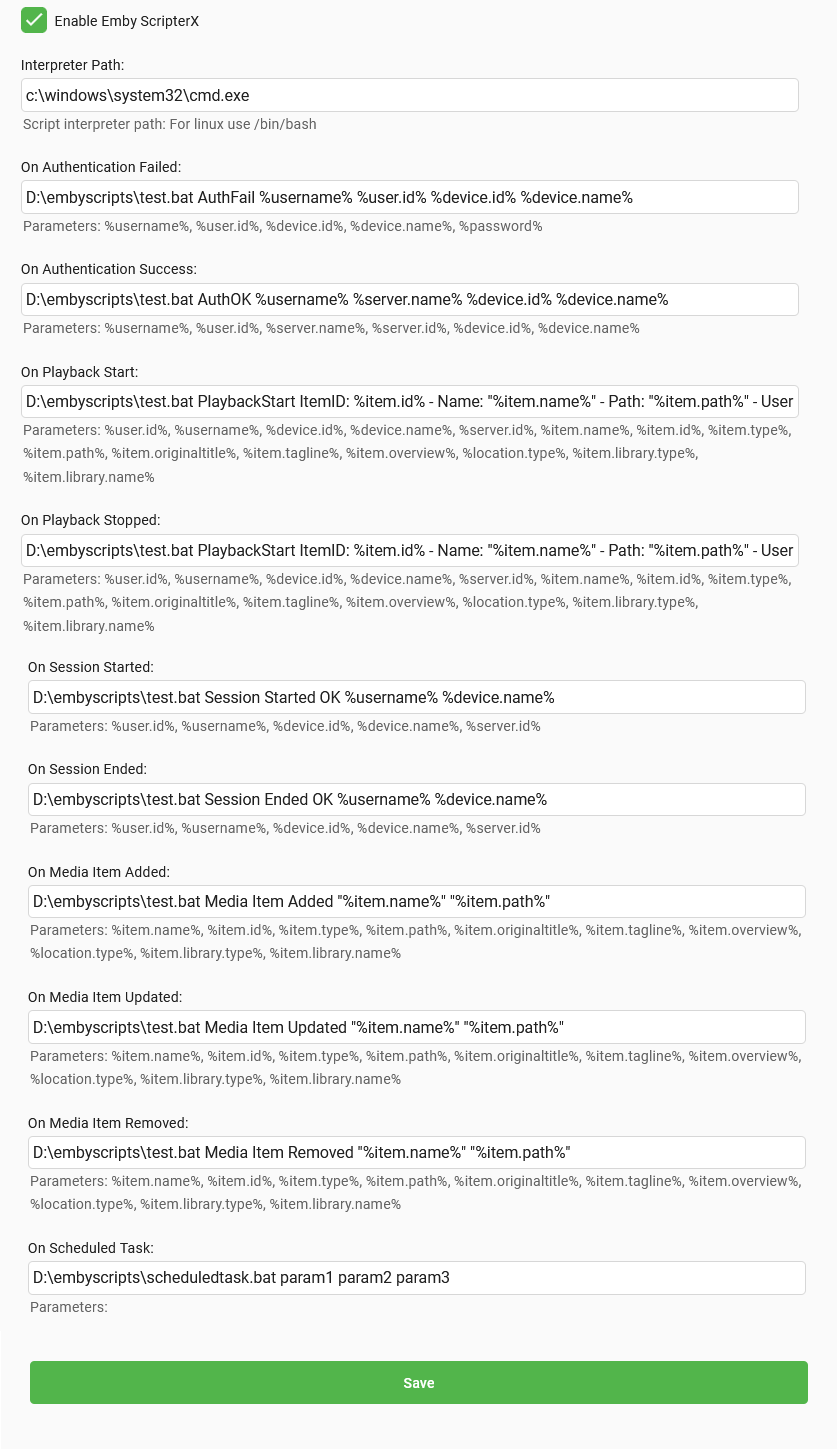 Enable Emby ScripterX
Interpreter Path:
c:\windows\system32\cmd.exe
Script interpreter path: For linux use /bin/bash
On Authentication Failed:
D:\embyscripts\test.bat AuthFail %username% %user.id% %device.id% %device.name%
Parameters: %username%, %user.id%, %device.id%, %device.name%, %password%
On Authentication Success:
D:\embyscripts\test.bat AuthOK %username% %server.name% %device.id% %device.name%
Parameters: %username%, %user.id%, %server.name%, %server.id%, %device.id%, %device.name%
On Playback Start:
D:\embyscripts\test.bat PlaybackStart ItemID: %item.id% - Name: "%item.name%" - Path: "%item.path%" - User
Parameters: %user.id%, %username%, %device.id%, %device.name%, %server.id%, %item.name%, %item.id%, %item.type%,
%item.path%, %item.originaltitle%, %item.tagline%, %item.overview%, %location.type%, %item.library.type%,
%item.library.name%
On Playback Stopped:
D:\embyscripts\test.bat PlaybackStart ItemID: %item.id% - Name: "%item.name%" - Path: "%item.path%" - User
Parameters: %user.id%, %username%, %device.id%, %device.name%, %server.id%, %item.name%, %item.id%, %item.type%,
%item.path%, %item.originaltitle%, %item.tagline%, %item.overview%, %location.type%, %item.library.type%,
%item.library.name%
On Session Started:
D:\embyscripts\test.bat Session Started OK %username% %device.name%
Parameters: %user.id%, %username%, %device.id%, %device.name%, %server.id%
On Session Ended:
D:\embyscripts\test.bat Session Ended OK %username% %device.name%
Parameters: %user.id%, %username%, %device.id%, %device.name%, %server.id%
On Media Item Added:
D:\embyscripts\test.bat Media Item Added "%item.name%" "%item.path%"
Parameters: %item.name%, %item.id%, %item.type%, %item.path%, %item.originaltitle%, %item.tagline%, %item.overview%,
%location.type%, %item.library.type%, %item.library.name%
On Media Item Updated:
D:\embyscripts\test.bat Media Item Updated "%item.name%" "%item.path%"
Parameters: %item.name%, %item.id%, %item.type%, %item.path%, %item.originaltitle%, %item.tagline%, %item.overview%,
%location.type%, %item.library.type%, %item.library.name%
On Media Item Removed:
D:\embyscripts\test.bat Media Item Removed "%item.name%" "%item.path%"
Parameters: %item.name%, %item.id%, %item.type%, %item.path%, %item.originaltitle%, %item.tagline%, %item.overview%,
%location.type%, %item.library.type%, %item.library.name%
On Scheduled Task:
D:\embyscripts\scheduledtask.bat param1 param2 param3
Parameters:
Save